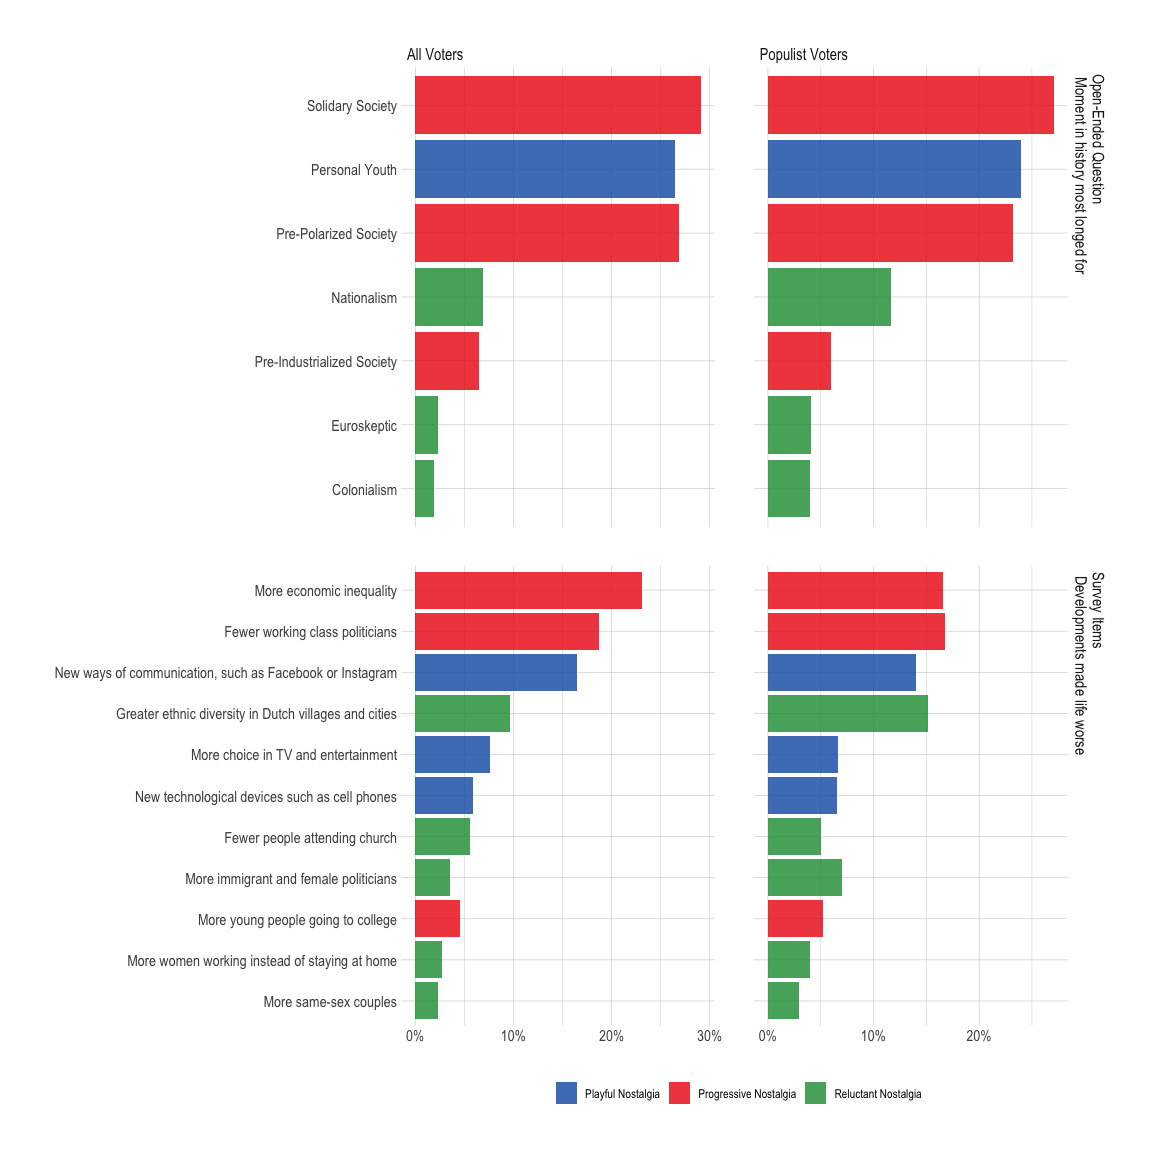 All Voters
Populist Voters
Solidary Society
Personal Youth
Pre-Polarized Society
Nationalism
Pre-Industrialized Society
Euroskeptic
Colonialism
Open-Ended Question
Moment in history most longed for
More economic inequality
Fewer working class politicians
New ways of communication, such as Facebook or Instagram
Greater ethnic diversity in Dutch villages and cities
More choice in TV and entertainment
New technological devices such as cell phones
Fewer people attending church
More immigrant and female politicians
More young people going to college
More women working instead of staying at home
More same-sex couples
Survey Items
Developments made life worse
0% 10% 20% 30%
0% 10% 20%
Playful Nostalgia Progressive Nostalgia Reluctant Nostalgia